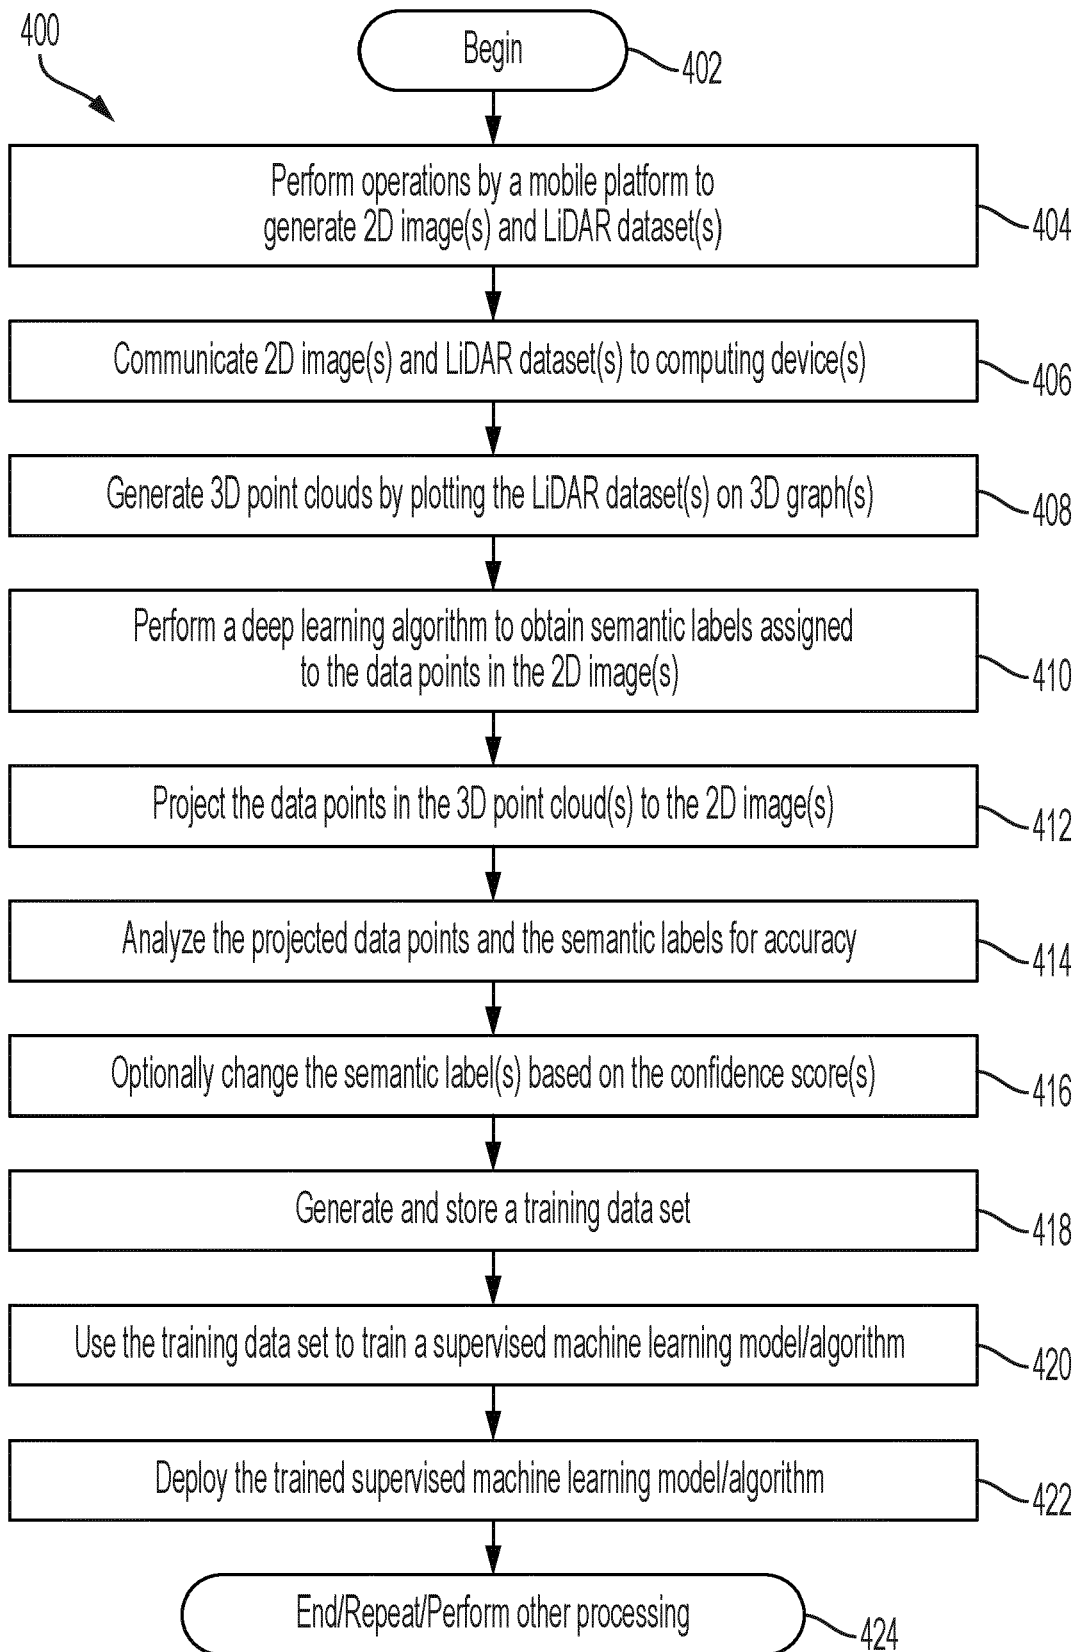 400
Begin
402
Perform operations by a mobile platform to
generate 2D image(s) and LiDAR dataset(s)
404
Communicate 2D image(s) and LiDAR dataset(s) to computing device(s)
406
Generate 3D point clouds by plotting the LiDAR dataset(s) on 3D graph(s)
408
Perform a deep learning algorithm to obtain semantic labels assigned
to the data points in the 2D image(s)
410
Project the data points in the 3D point cloud(s) to the 2D image(s)
412
Analyze the projected data points and the semantic labels for accuracy
414
Optionally change the semantic label(s) based on the confidence score(s)
416
Generate and store a training data set
418
Use the training data set to train a supervised machine learning model/algorithm
420
Deploy the trained supervised machine learning model/algorithm
422
End/Repeat/Perform other processing
424